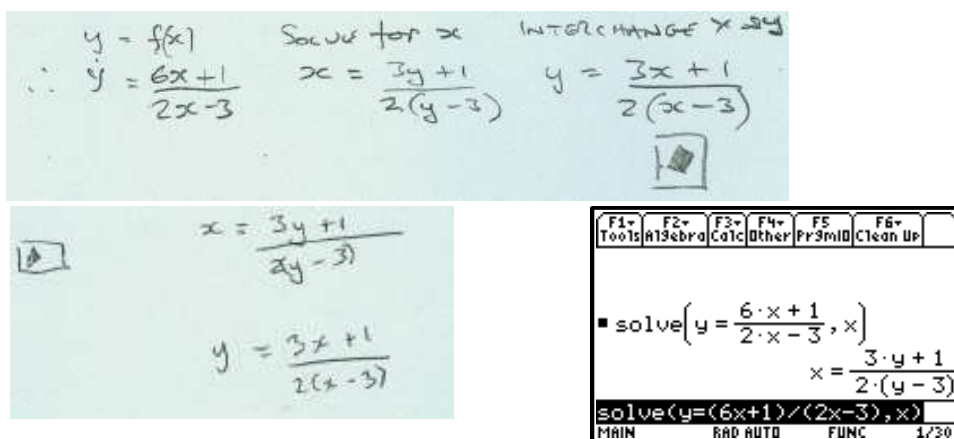 y = f(x) Solve for x INTERCHANGE x & y
∴ y = (6x+1)/(2x-3) x = (3y+1)/(2(y-3)) y = (3x+1)/(2(x-3))
x = (3y+1)/(2(y-3))
y = (3x+1)/(2(x-3))
F1 Tools F2 Algebra F3 Calc F4 Other F5 PrgmIO F6 Clean Up
solve(y = (6·x+1)/(2·x-3), x)
x = (3·y+1)/(2·(y-3))
solve(y=(6x+1)/(2x-3),x)
MAIN RAD AUTO FUNC 1/30